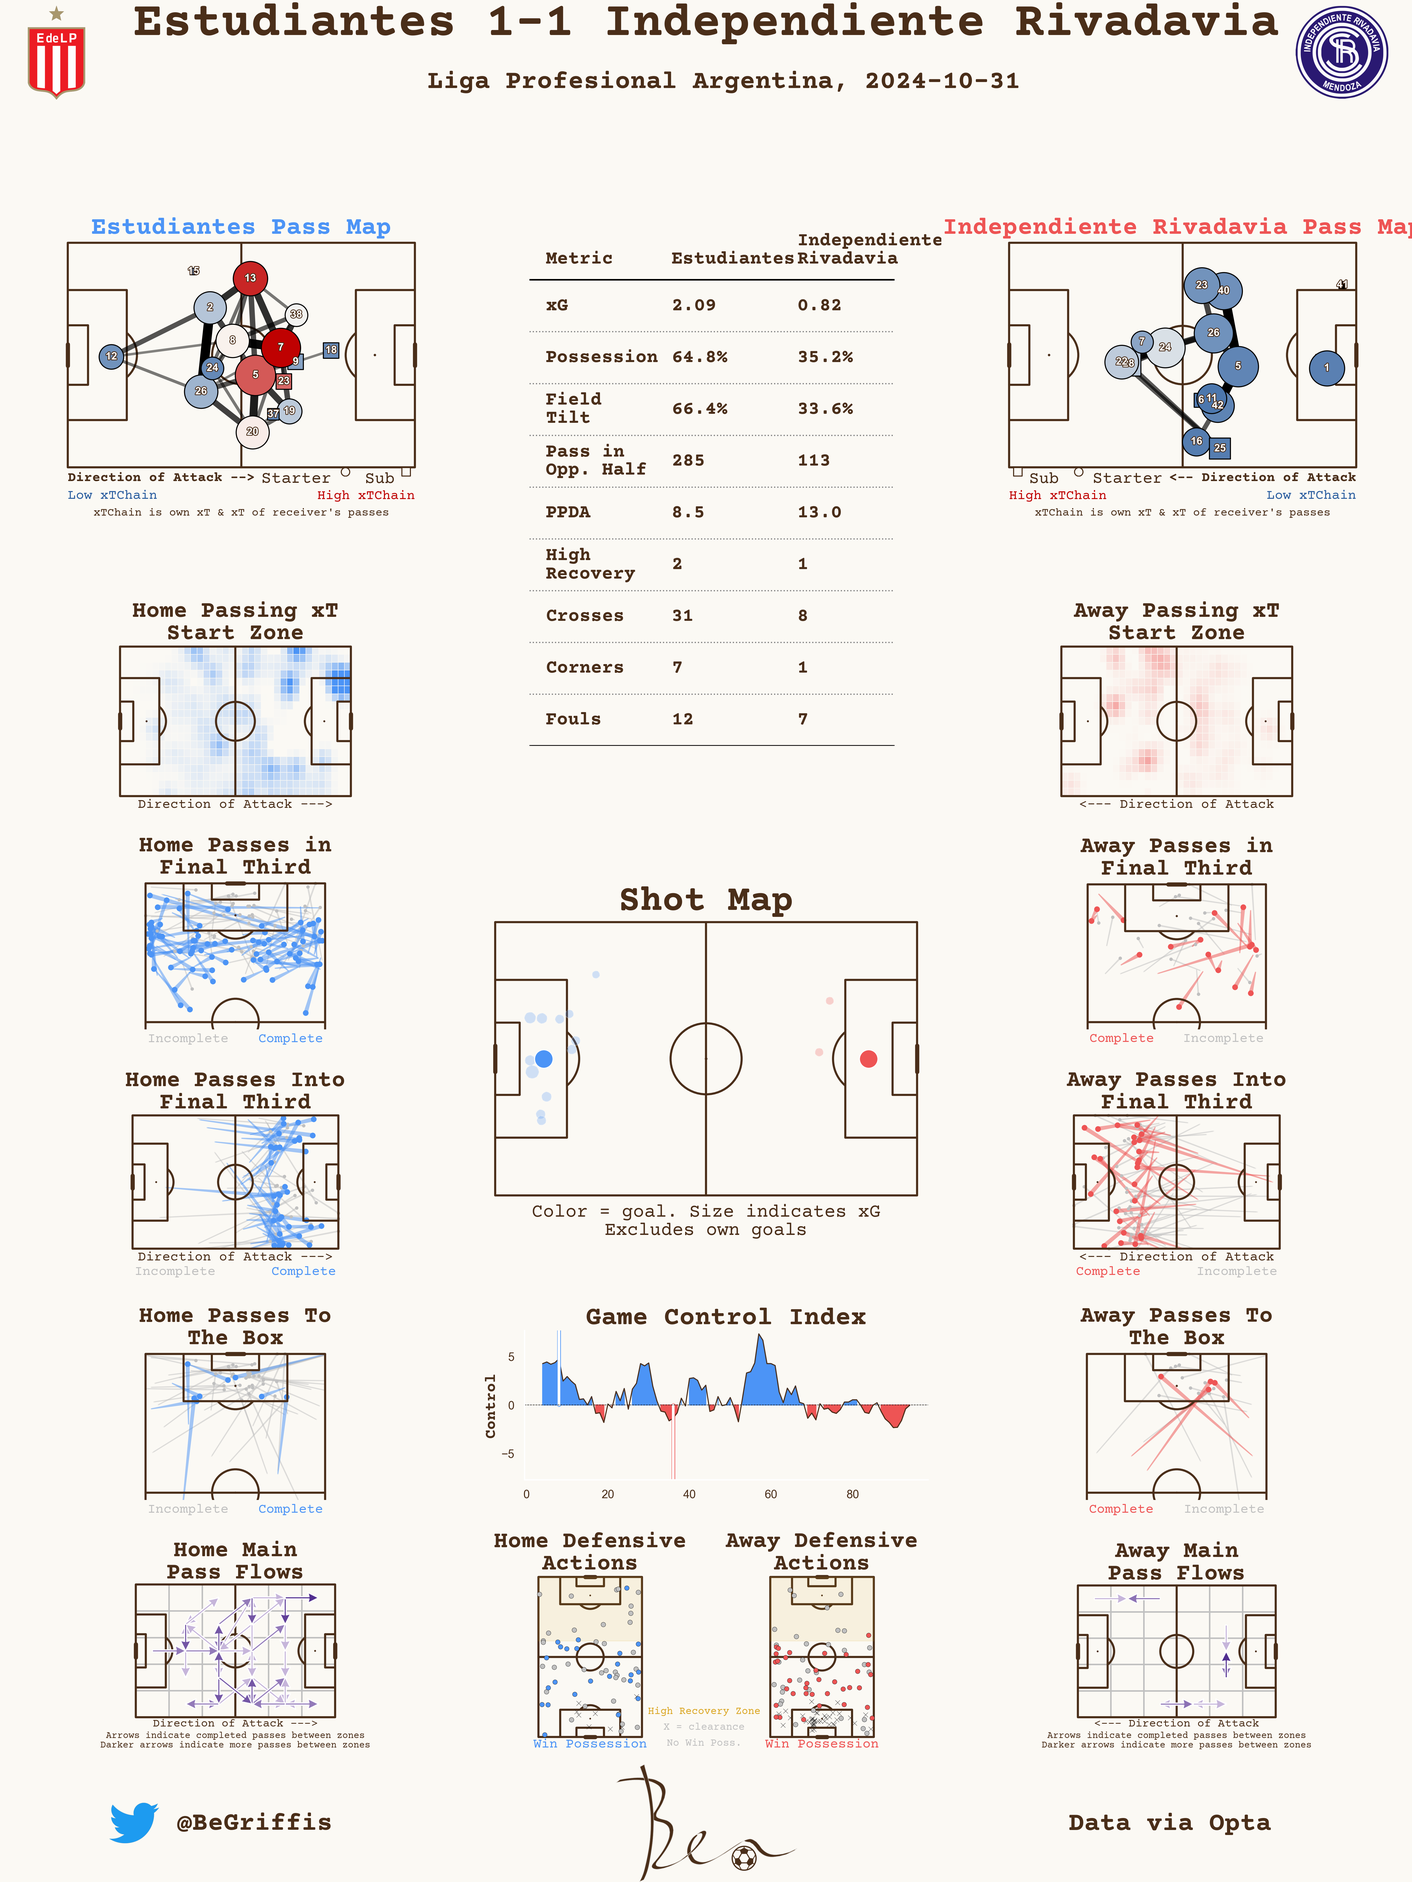 Estudiantes 1-1 Independiente Rivadavia
Liga Profesional Argentina, 2024-10-31
EdeLP
INDEPENDIENTE RIVADAVIA
MENDOZA
Estudiantes Pass Map
15
13
2
38
8
7
12
9
18
24
5
23
26
37
19
20
Direction of Attack --> Starter Sub
Low xTChain High xTChain
xTChain is own xT & xT of receiver's passes
Metric Estudiantes Independiente
Rivadavia
xG 2.09 0.82
Possession 64.8% 35.2%
Field
Tilt 66.4% 33.6%
Pass in
Opp. Half 285 113
PPDA 8.5 13.0
High
Recovery 2 1
Crosses 31 8
Corners 7 1
Fouls 12 7
Independiente Rivadavia Pass Map
23
40
41
26
7
24
28
5
1
6
11
42
16
25
Sub Starter <-- Direction of Attack
High xTChain Low xTChain
xTChain is own xT & xT of receiver's passes
Home Passing xT
Start Zone
Direction of Attack --->
Away Passing xT
Start Zone
<--- Direction of Attack
Home Passes in
Final Third
Incomplete Complete
Away Passes in
Final Third
Complete Incomplete
Shot Map
Color = goal. Size indicates xG
Excludes own goals
Home Passes Into
Final Third
Direction of Attack --->
Incomplete Complete
Away Passes Into
Final Third
<--- Direction of Attack
Complete Incomplete
Home Passes To
The Box
Incomplete Complete
Game Control Index
Control
5
0
−5
0 20 40 60 80
Away Passes To
The Box
Complete Incomplete
Home Main
Pass Flows
Direction of Attack --->
Arrows indicate completed passes between zones
Darker arrows indicate more passes between zones
Home Defensive
Actions
Win Possession
High Recovery Zone
X = clearance
No Win Poss.
Away Defensive
Actions
Win Possession
Away Main
Pass Flows
<--- Direction of Attack
Arrows indicate completed passes between zones
Darker arrows indicate more passes between zones
@BeGriffis
Ben
Data via Opta